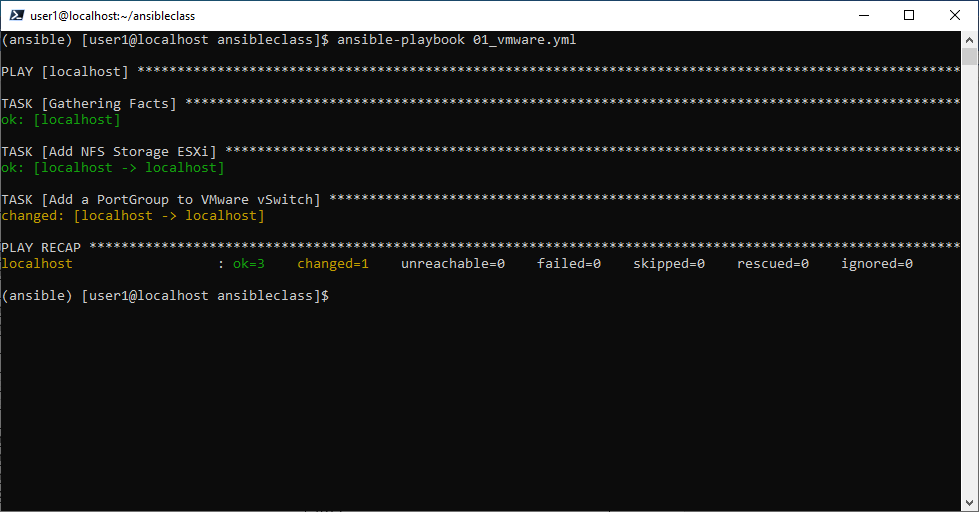 user1@localhost:~/ansibleclass
(ansible) [user1@localhost ansibleclass]$ ansible-playbook 01_vmware.yml
PLAY [localhost] *******************************************************************************************************
TASK [Gathering Facts] *************************************************************************************************
ok: [localhost]
TASK [Add NFS Storage ESXi] ********************************************************************************************
ok: [localhost -> localhost]
TASK [Add a PortGroup to VMware vSwitch] *******************************************************************************
changed: [localhost -> localhost]
PLAY RECAP *************************************************************************************************************
localhost                  : ok=3    changed=1    unreachable=0    failed=0    skipped=0    rescued=0    ignored=0
(ansible) [user1@localhost ansibleclass]$